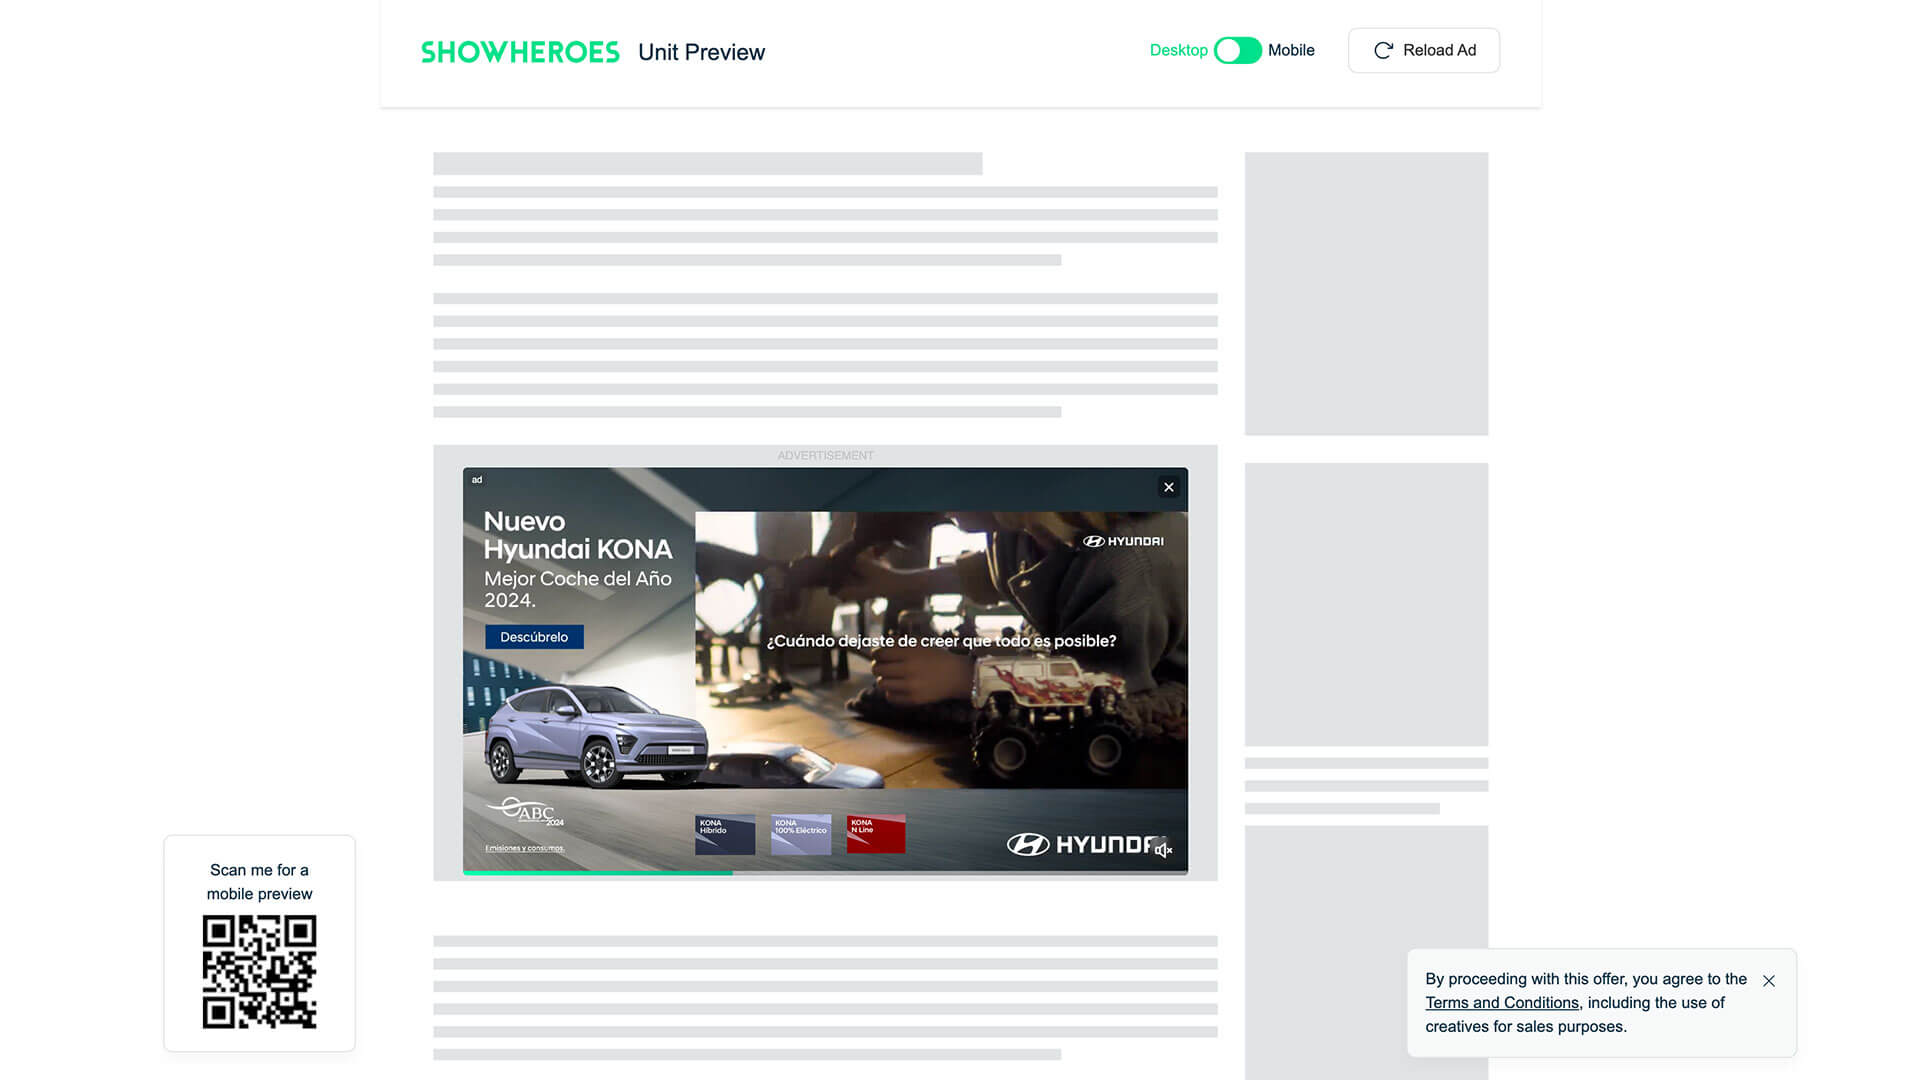 SHOWHEROES Unit Preview
Desktop Mobile
Reload Ad
ADVERTISEMENT
ad
Nuevo
Hyundai KONA
Mejor Coche del Año
2024.
Descúbrelo
HYUNDAI
¿Cuándo dejaste de creer que todo es posible?
ABC
2024
Emisiones y consumos.
KONA
Híbrido
KONA
100% Eléctrico
KONA
N Line
HYUNDAI
Scan me for a
mobile preview
By proceeding with this offer, you agree to the
Terms and Conditions, including the use of
creatives for sales purposes.